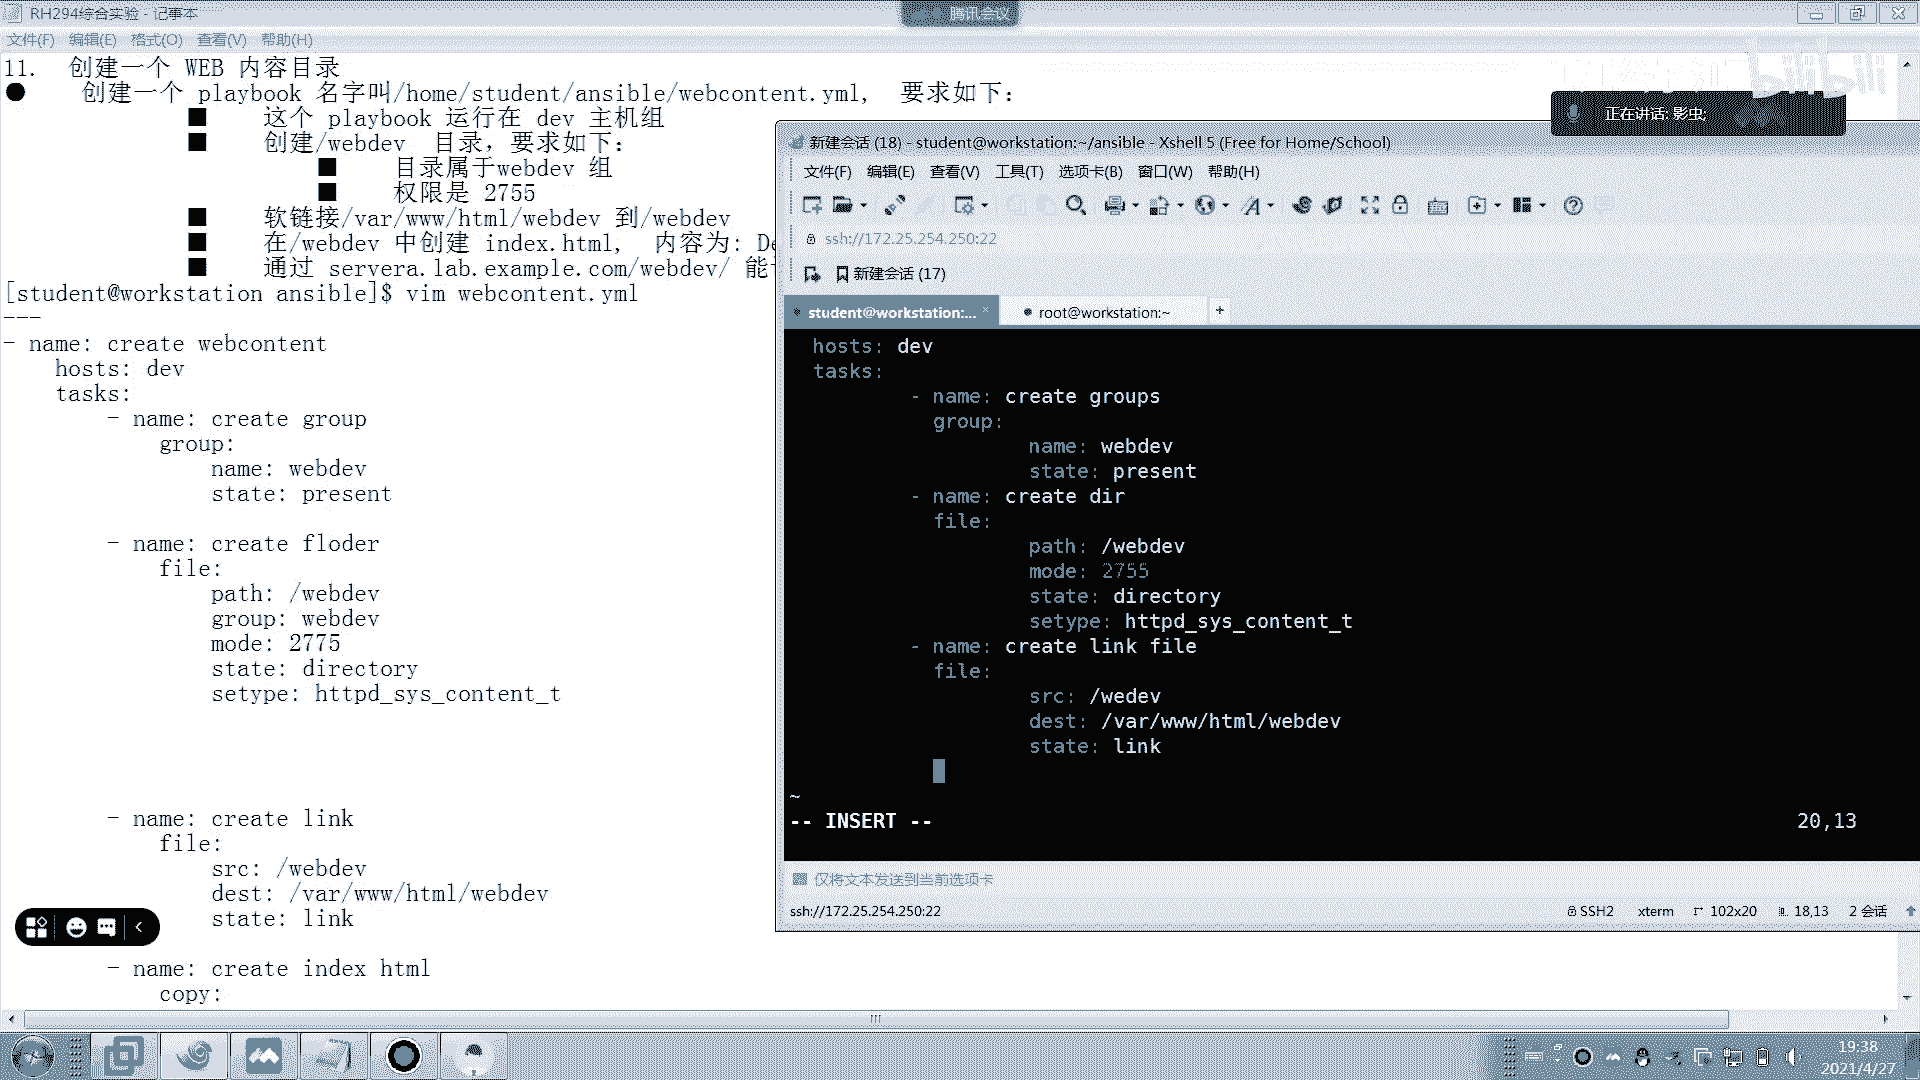 RH294综合实验 - 记事本
腾讯会议
文件(F) 编辑(E) 格式(O) 查看(V) 帮助(H)
bilibili
正在讲话: 影虫;
11. 创建一个 WEB 内容目录
● 创建一个 playbook 名字叫/home/student/ansible/webcontent.yml, 要求如下:
■ 这个 playbook 运行在 dev 主机组
■ 创建/webdev 目录，要求如下:
■ 目录属于webdev 组
■ 权限是 2755
■ 软链接/var/www/html/webdev 到/webdev
■ 在/webdev 中创建 index.html, 内容为: De
■ 通过 servera.lab.example.com/webdev/ 能
[student@workstation ansible]$ vim webcontent.yml
---
- name: create webcontent
hosts: dev
tasks:
- name: create group
group:
name: webdev
state: present
- name: create floder
file:
path: /webdev
group: webdev
mode: 2775
state: directory
setype: httpd_sys_content_t
- name: create link
file:
src: /webdev
dest: /var/www/html/webdev
state: link
- name: create index html
copy:
新建会话 (18) - student@workstation:~/ansible - Xshell 5 (Free for Home/School)
文件(F) 编辑(E) 查看(V) 工具(T) 选项卡(B) 窗口(W) 帮助(H)
ssh://172.25.254.250:22
新建会话 (17)
student@workstation:... × root@workstation:~ +
hosts: dev
tasks:
- name: create groups
group:
name: webdev
state: present
- name: create dir
file:
path: /webdev
mode: 2755
state: directory
setype: httpd_sys_content_t
- name: create link file
file:
src: /wedev
dest: /var/www/html/webdev
state: link
~
-- INSERT -- 20,13
仅将文本发送到当前选项卡
ssh://172.25.254.250:22 SSH2 xterm 102x20 18,13 2 会话
19:38
2021/4/27